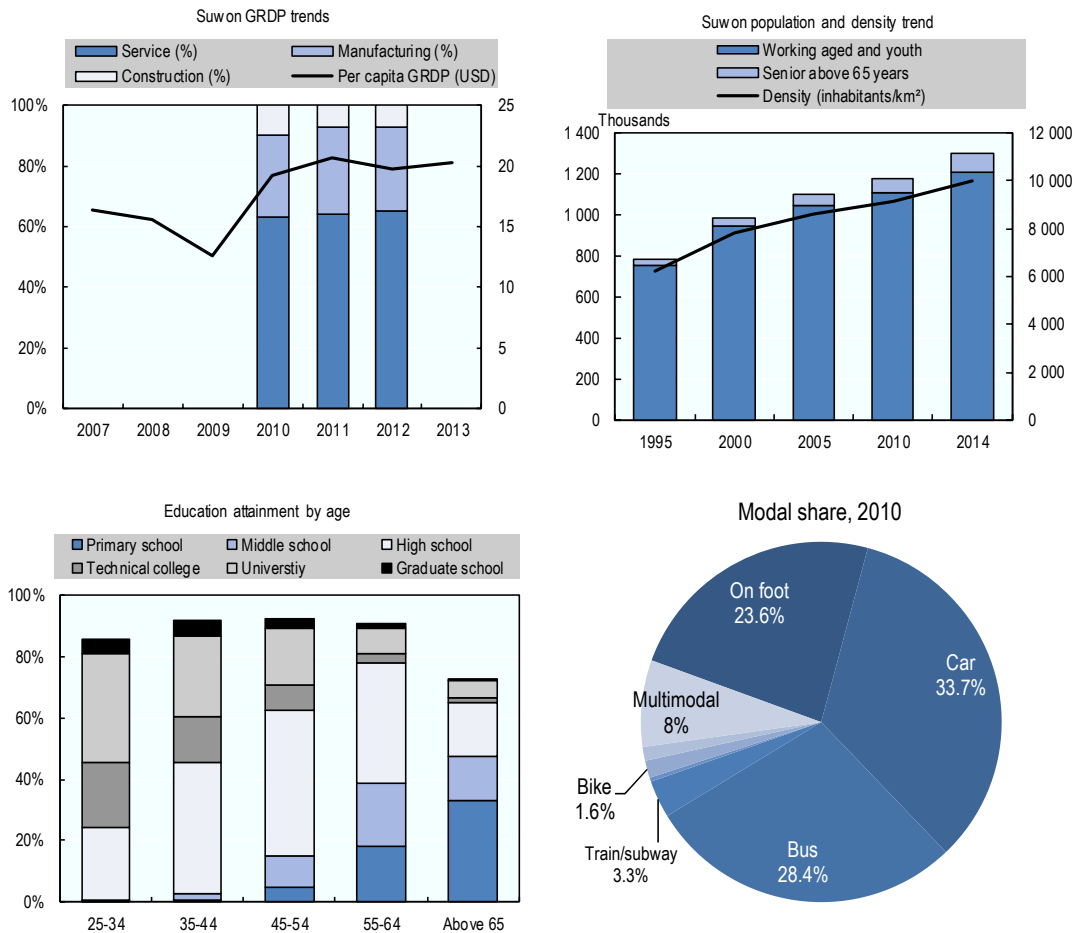 Suwon GRDP trends
Service (%)
Manufacturing (%)
Construction (%)
Per capita GRDP (USD)
100%
80%
60%
40%
20%
0%
25
20
15
10
5
0
2007 2008 2009 2010 2011 2012 2013
Suwon population and density trend
Working aged and youth
Senior above 65 years
Density (inhabitants/km²)
Thousands
1 400
1 200
1 000
800
600
400
200
0
12 000
10 000
8 000
6 000
4 000
2 000
0
1995 2000 2005 2010 2014
Education attainment by age
Primary school
Middle school
High school
Technical college
Universtiy
Graduate school
100%
80%
60%
40%
20%
0%
25-34 35-44 45-54 55-64 Above 65
Modal share, 2010
On foot
23.6%
Car
33.7%
Multimodal
8%
Bike
1.6%
Train/subway
3.3%
Bus
28.4%